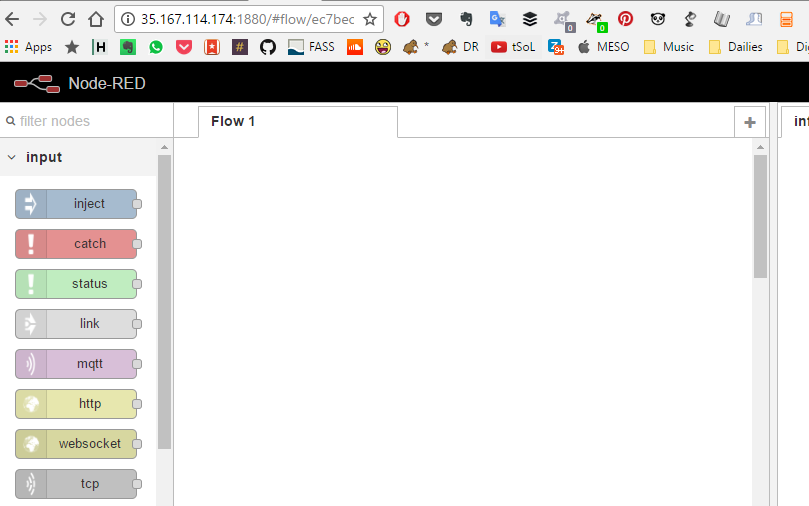 35.167.114.174:1880/#flow/ec7bec
0 0
Apps H # FASS * DR tSoL MESO Music Dailies Di
Node-RED
filter nodes Flow 1 + inf
input
inject
catch
status
link
mqtt
http
websocket
tcp